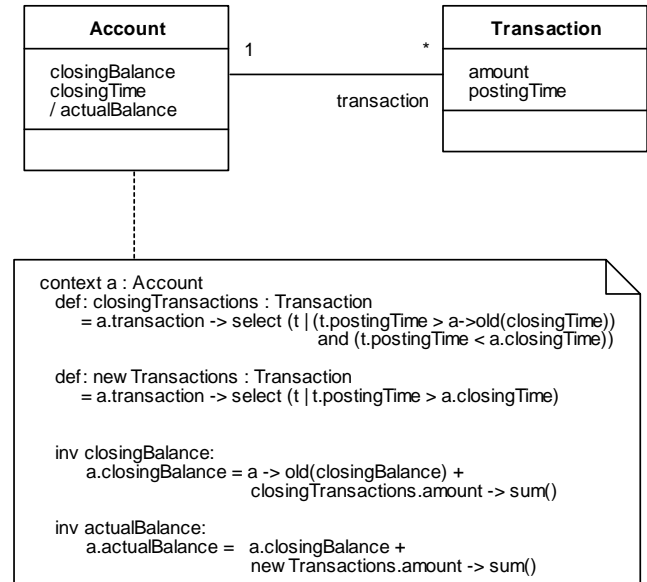 Account
closingBalance
closingTime
/ actualBalance
1
*
transaction
Transaction
amount
postingTime
context a : Account
def: closingTransactions : Transaction
= a.transaction -> select (t | (t.postingTime > a->old(closingTime))
and (t.postingTime < a.closingTime))
def: new Transactions : Transaction
= a.transaction -> select (t | t.postingTime > a.closingTime)
inv closingBalance:
a.closingBalance = a -> old(closingBalance) +
closingTransactions.amount -> sum()
inv actualBalance:
a.actualBalance = a.closingBalance +
new Transactions.amount -> sum()